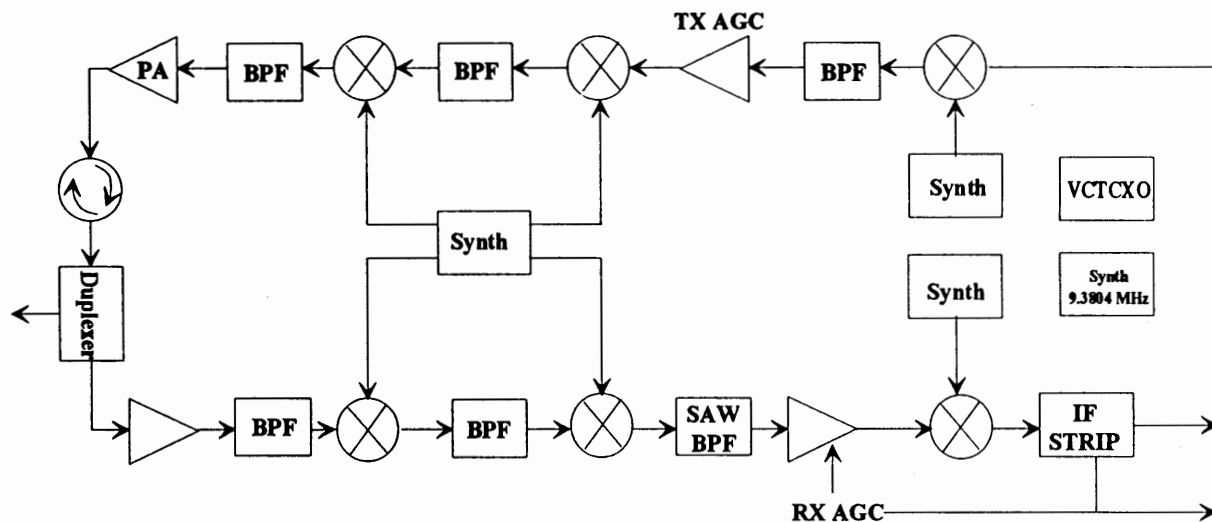 TX AGC
PA
BPF
BPF
BPF
Synth
VCTCXO
Synth
Duplexer
Synth
Synth
9.3804 MHz
BPF
BPF
SAW
BPF
IF
STRIP
RX AGC